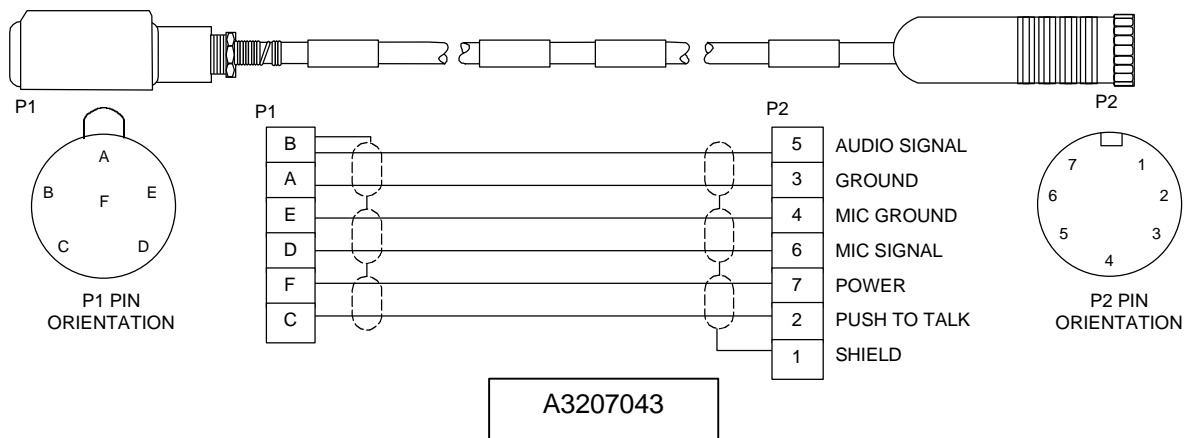 P1
P2
A
B
F
E
C
D
P1 PIN
ORIENTATION
P1
P2
B 5 AUDIO SIGNAL
A 3 GROUND
E 4 MIC GROUND
D 6 MIC SIGNAL
F 7 POWER
C 2 PUSH TO TALK
1 SHIELD
7 1
6 2
5 3
4
P2 PIN
ORIENTATION
A3207043